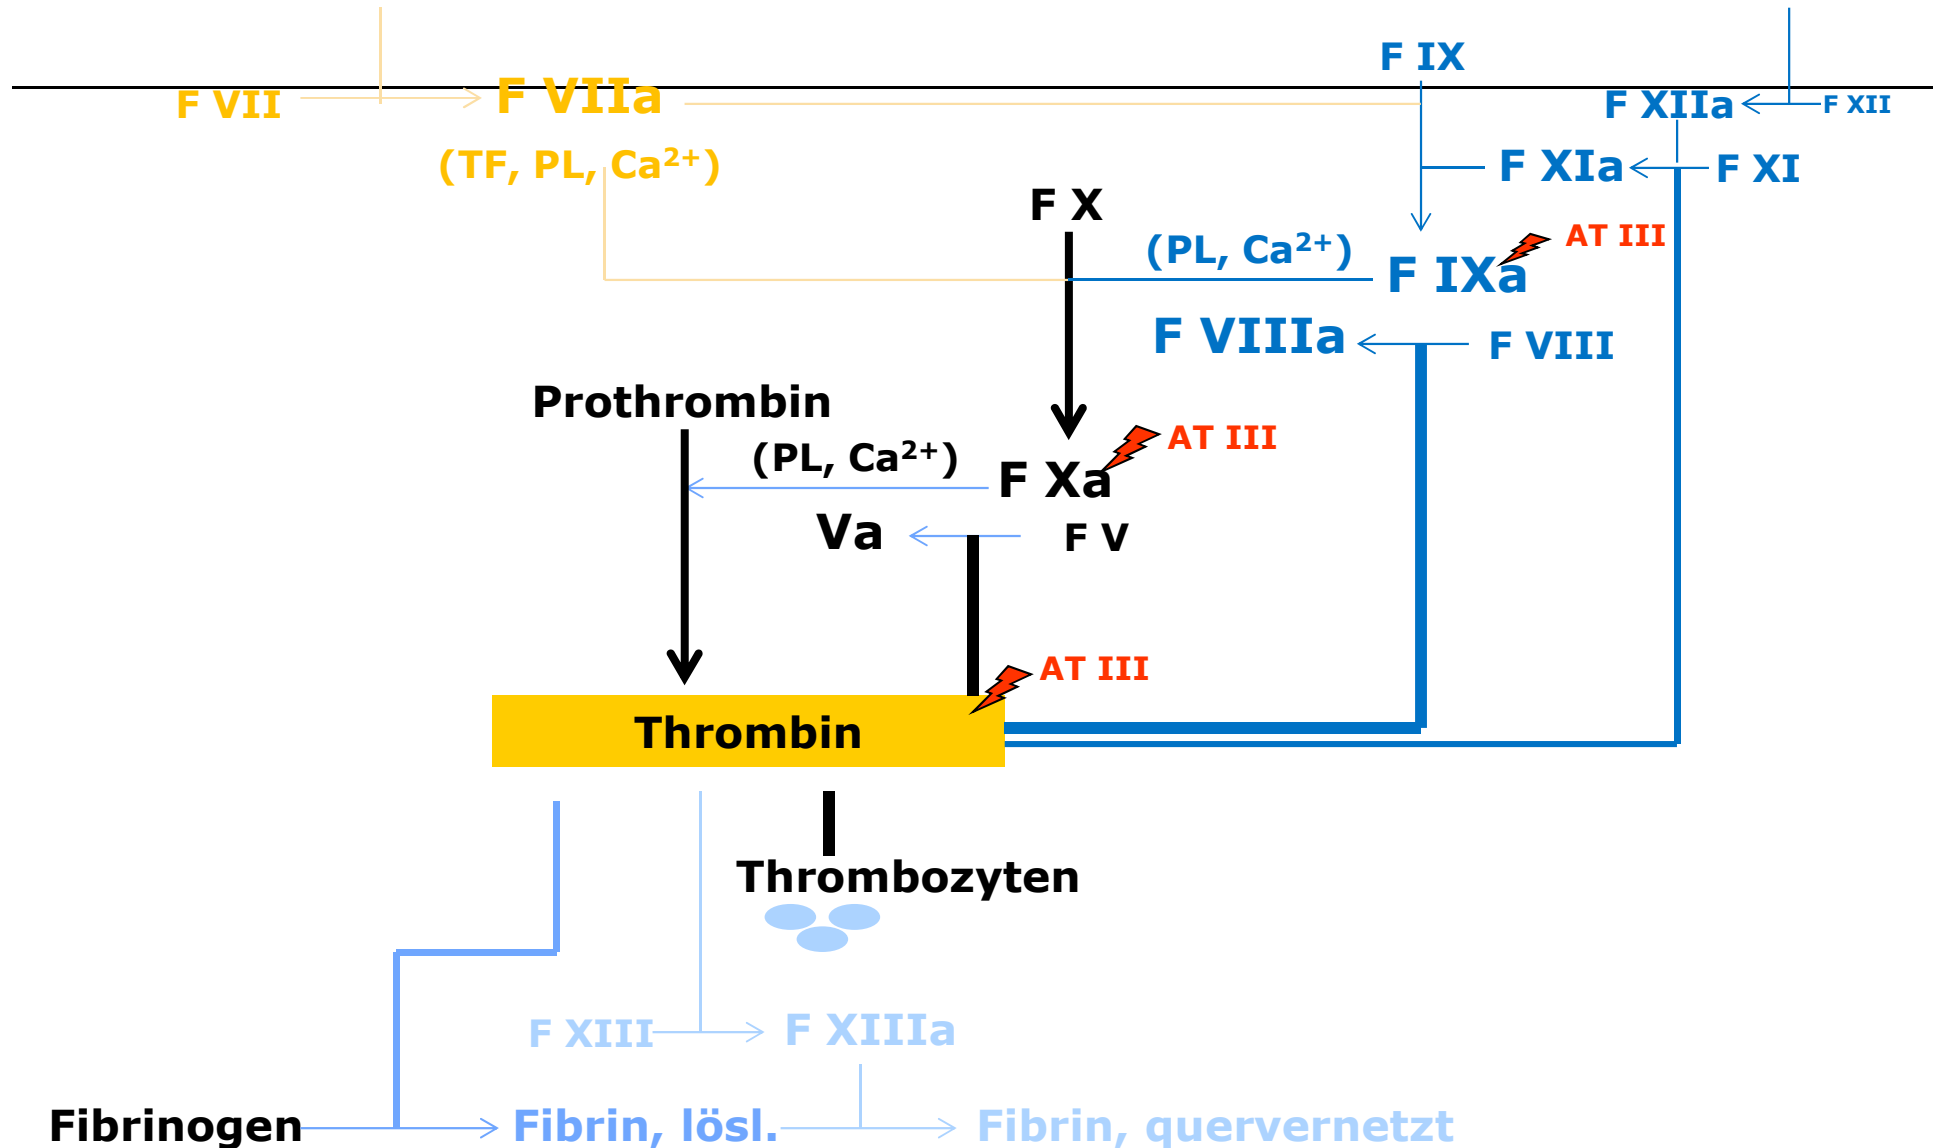 F IX
F VII
F VIIa
F XIIa
F XII
(TF, PL, Ca²⁺)
F XIa
F XI
F X
(PL, Ca²⁺)
AT III
F IXa
F VIIIa
F VIII
Prothrombin
AT III
(PL, Ca²⁺)
F Xa
Va
F V
AT III
Thrombin
Thrombozyten
F XIII
F XIIIa
Fibrinogen
Fibrin, lösl.
Fibrin, quervernetzt